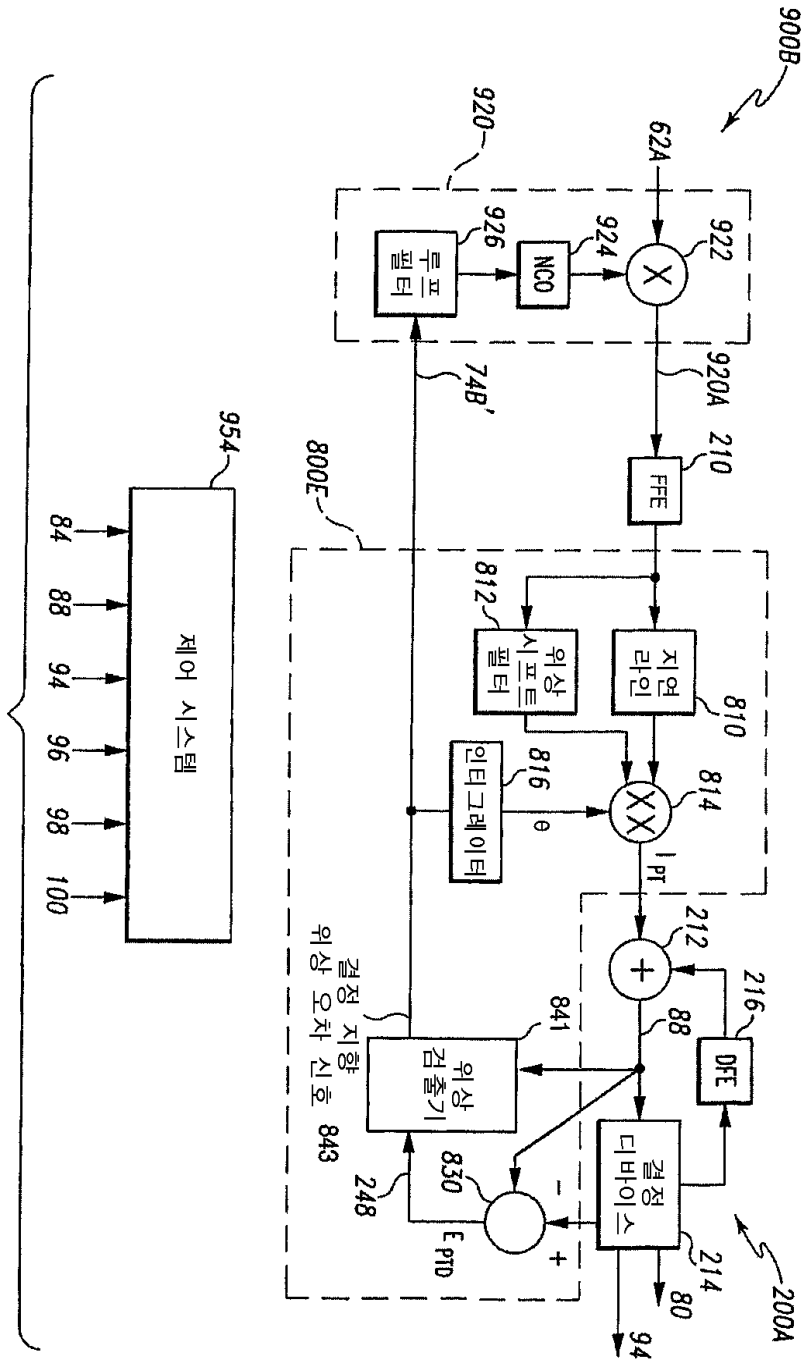 900B
920
62A
922
924
NCO
926
루프
필터
X
920A
74B'
210
FFE
800E
812
위상
시프트
필터
지연
라인
810
816
인티그레이터
θ
814
XX
I PT
212
+
88
216
DFE
841
위상
검출기
결정 지향
위상 오차 신호 843
248
830
E PTD
-
+
결정
디바이스
214
200A
80
94
954
제어 시스템
84
88
94
96
98
100